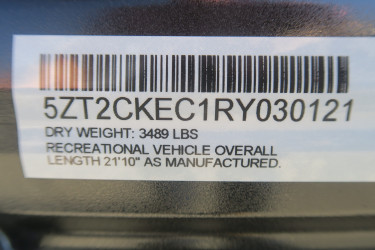 5ZT2CKEC1RY030121
DRY WEIGHT: 3489 LBS
RECREATIONAL VEHICLE OVERALL
LENGTH 21'10" AS MANUFACTURED.